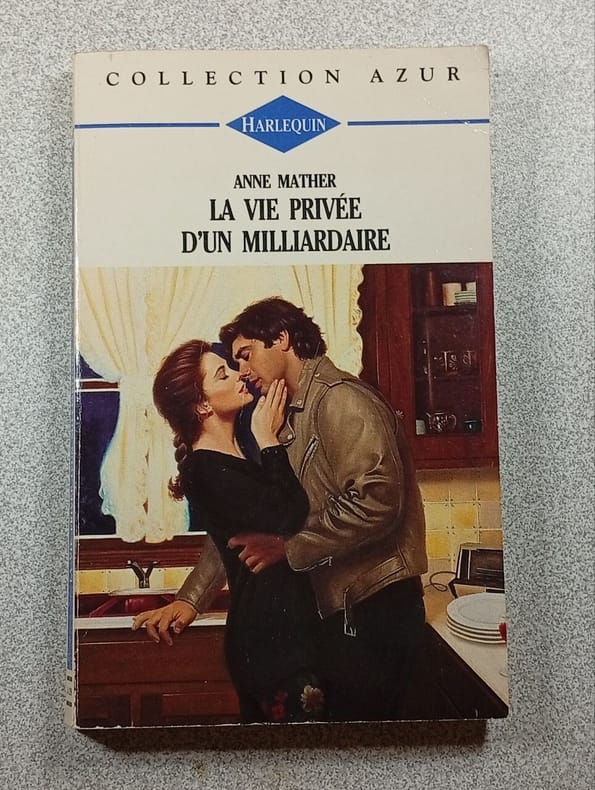 COLLECTION AZUR
HARLEQUIN
ANNE MATHER
LA VIE PRIVÉE
D'UN MILLIARDAIRE